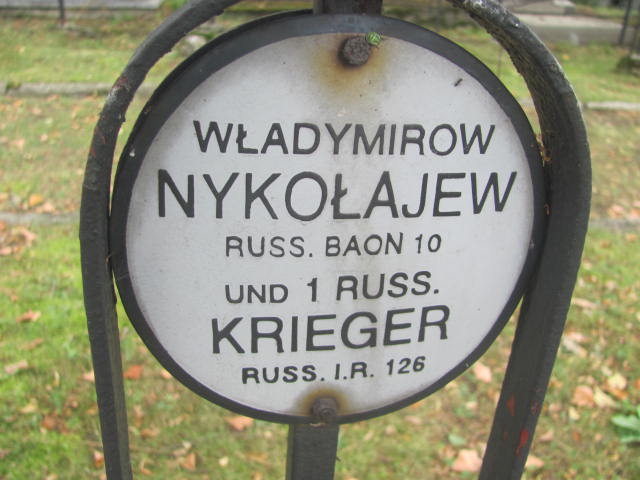 WŁADYMIROW
NYKOŁAJEW
RUSS. BAON 10
UND 1 RUSS.
KRIEGER
RUSS. I.R. 126